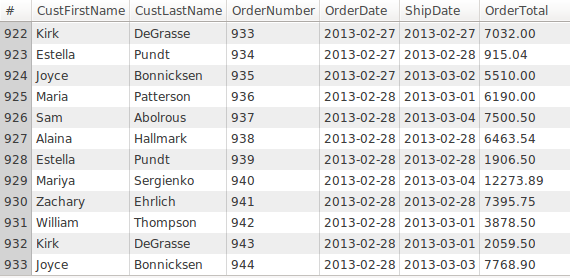 # CustFirstName CustLastName OrderNumber OrderDate ShipDate OrderTotal
922 Kirk DeGrasse 933 2013-02-27 2013-02-27 7032.00
923 Estella Pundt 934 2013-02-27 2013-02-28 915.04
924 Joyce Bonnicksen 935 2013-02-27 2013-03-02 5510.00
925 Maria Patterson 936 2013-02-28 2013-03-01 6190.00
926 Sam Abolrous 937 2013-02-28 2013-03-04 7500.50
927 Alaina Hallmark 938 2013-02-28 2013-02-28 6463.54
928 Estella Pundt 939 2013-02-28 2013-02-28 1906.50
929 Mariya Sergienko 940 2013-02-28 2013-03-04 12273.89
930 Zachary Ehrlich 941 2013-02-28 2013-02-28 7395.75
931 William Thompson 942 2013-02-28 2013-03-01 3878.50
932 Kirk DeGrasse 943 2013-02-28 2013-03-01 2059.50
933 Joyce Bonnicksen 944 2013-02-28 2013-03-03 7768.90